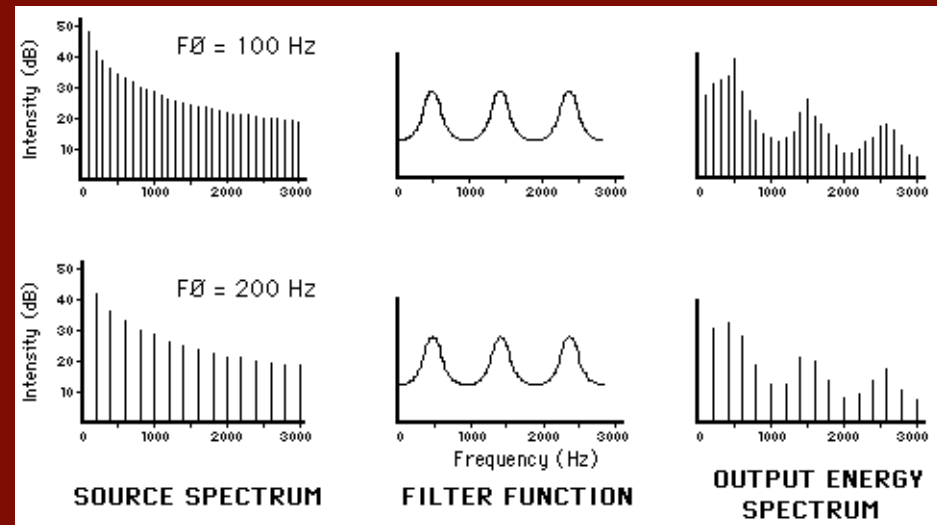 Intensity (dB)
50
40
30
20
10
FØ = 100 Hz
0 1000 2000 3000
0 1000 2000 3000
0 1000 2000 3000
Intensity (dB)
50
40
30
20
10
FØ = 200 Hz
0 1000 2000 3000
0 1000 2000 3000
Frequency (Hz)
0 1000 2000 3000
SOURCE SPECTRUM
FILTER FUNCTION
OUTPUT ENERGY
SPECTRUM